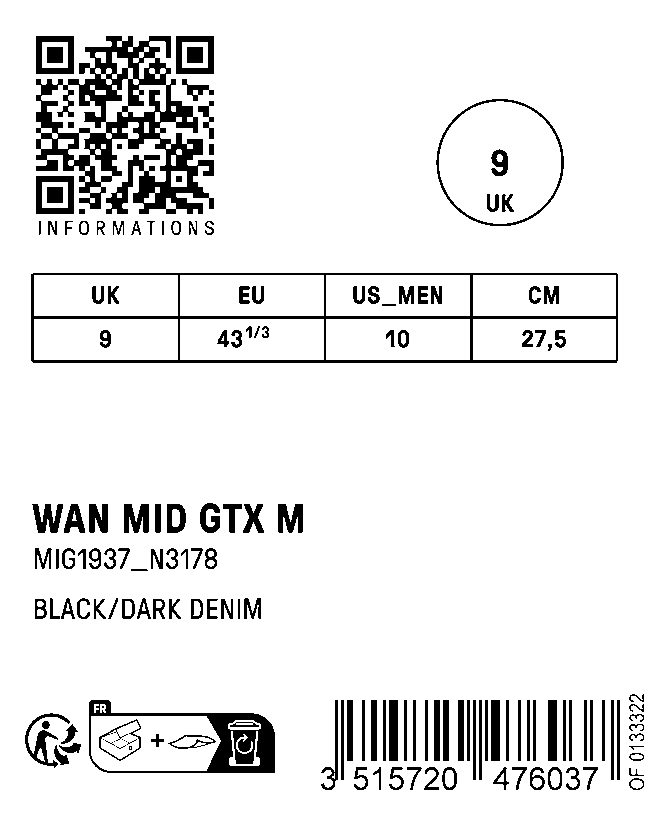 INFORMATIONS
9
UK
UK EU US_MEN CM
9 43 1/3 10 27,5
WAN MID GTX M
MIG1937_N3178
BLACK/DARK DENIM
FR
+
3 515720 476037
OF 0133322